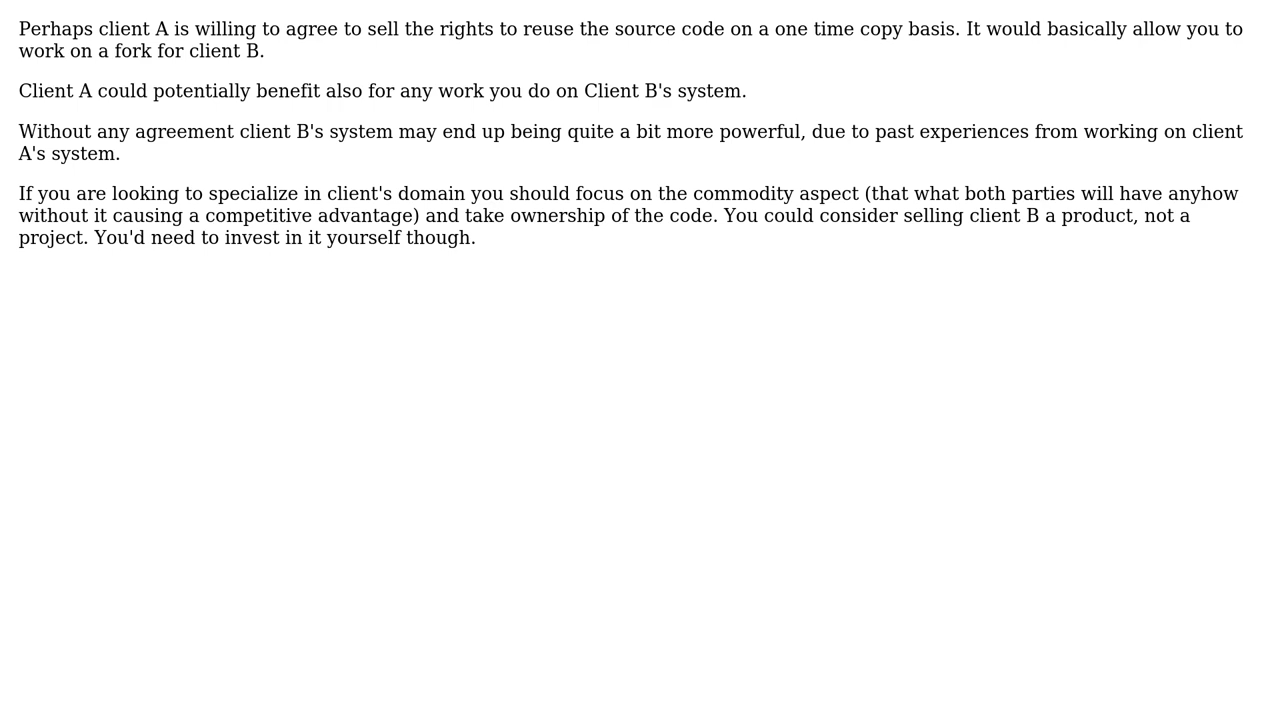 Perhaps client A is willing to agree to sell the rights to reuse the source code on a one time copy basis. It would basically allow you to
work on a fork for client B.
Client A could potentially benefit also for any work you do on Client B's system.
Without any agreement client B's system may end up being quite a bit more powerful, due to past experiences from working on client
A's system.
If you are looking to specialize in client's domain you should focus on the commodity aspect (that what both parties will have anyhow
without it causing a competitive advantage) and take ownership of the code. You could consider selling client B a product, not a
project. You'd need to invest in it yourself though.